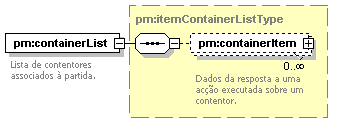 pm:itemContainerListType
pm:containerList
pm:containerItem
Lista de contentores
associados à partida.
0..∞
Dados da resposta a uma
acção executada sobre um
contentor.